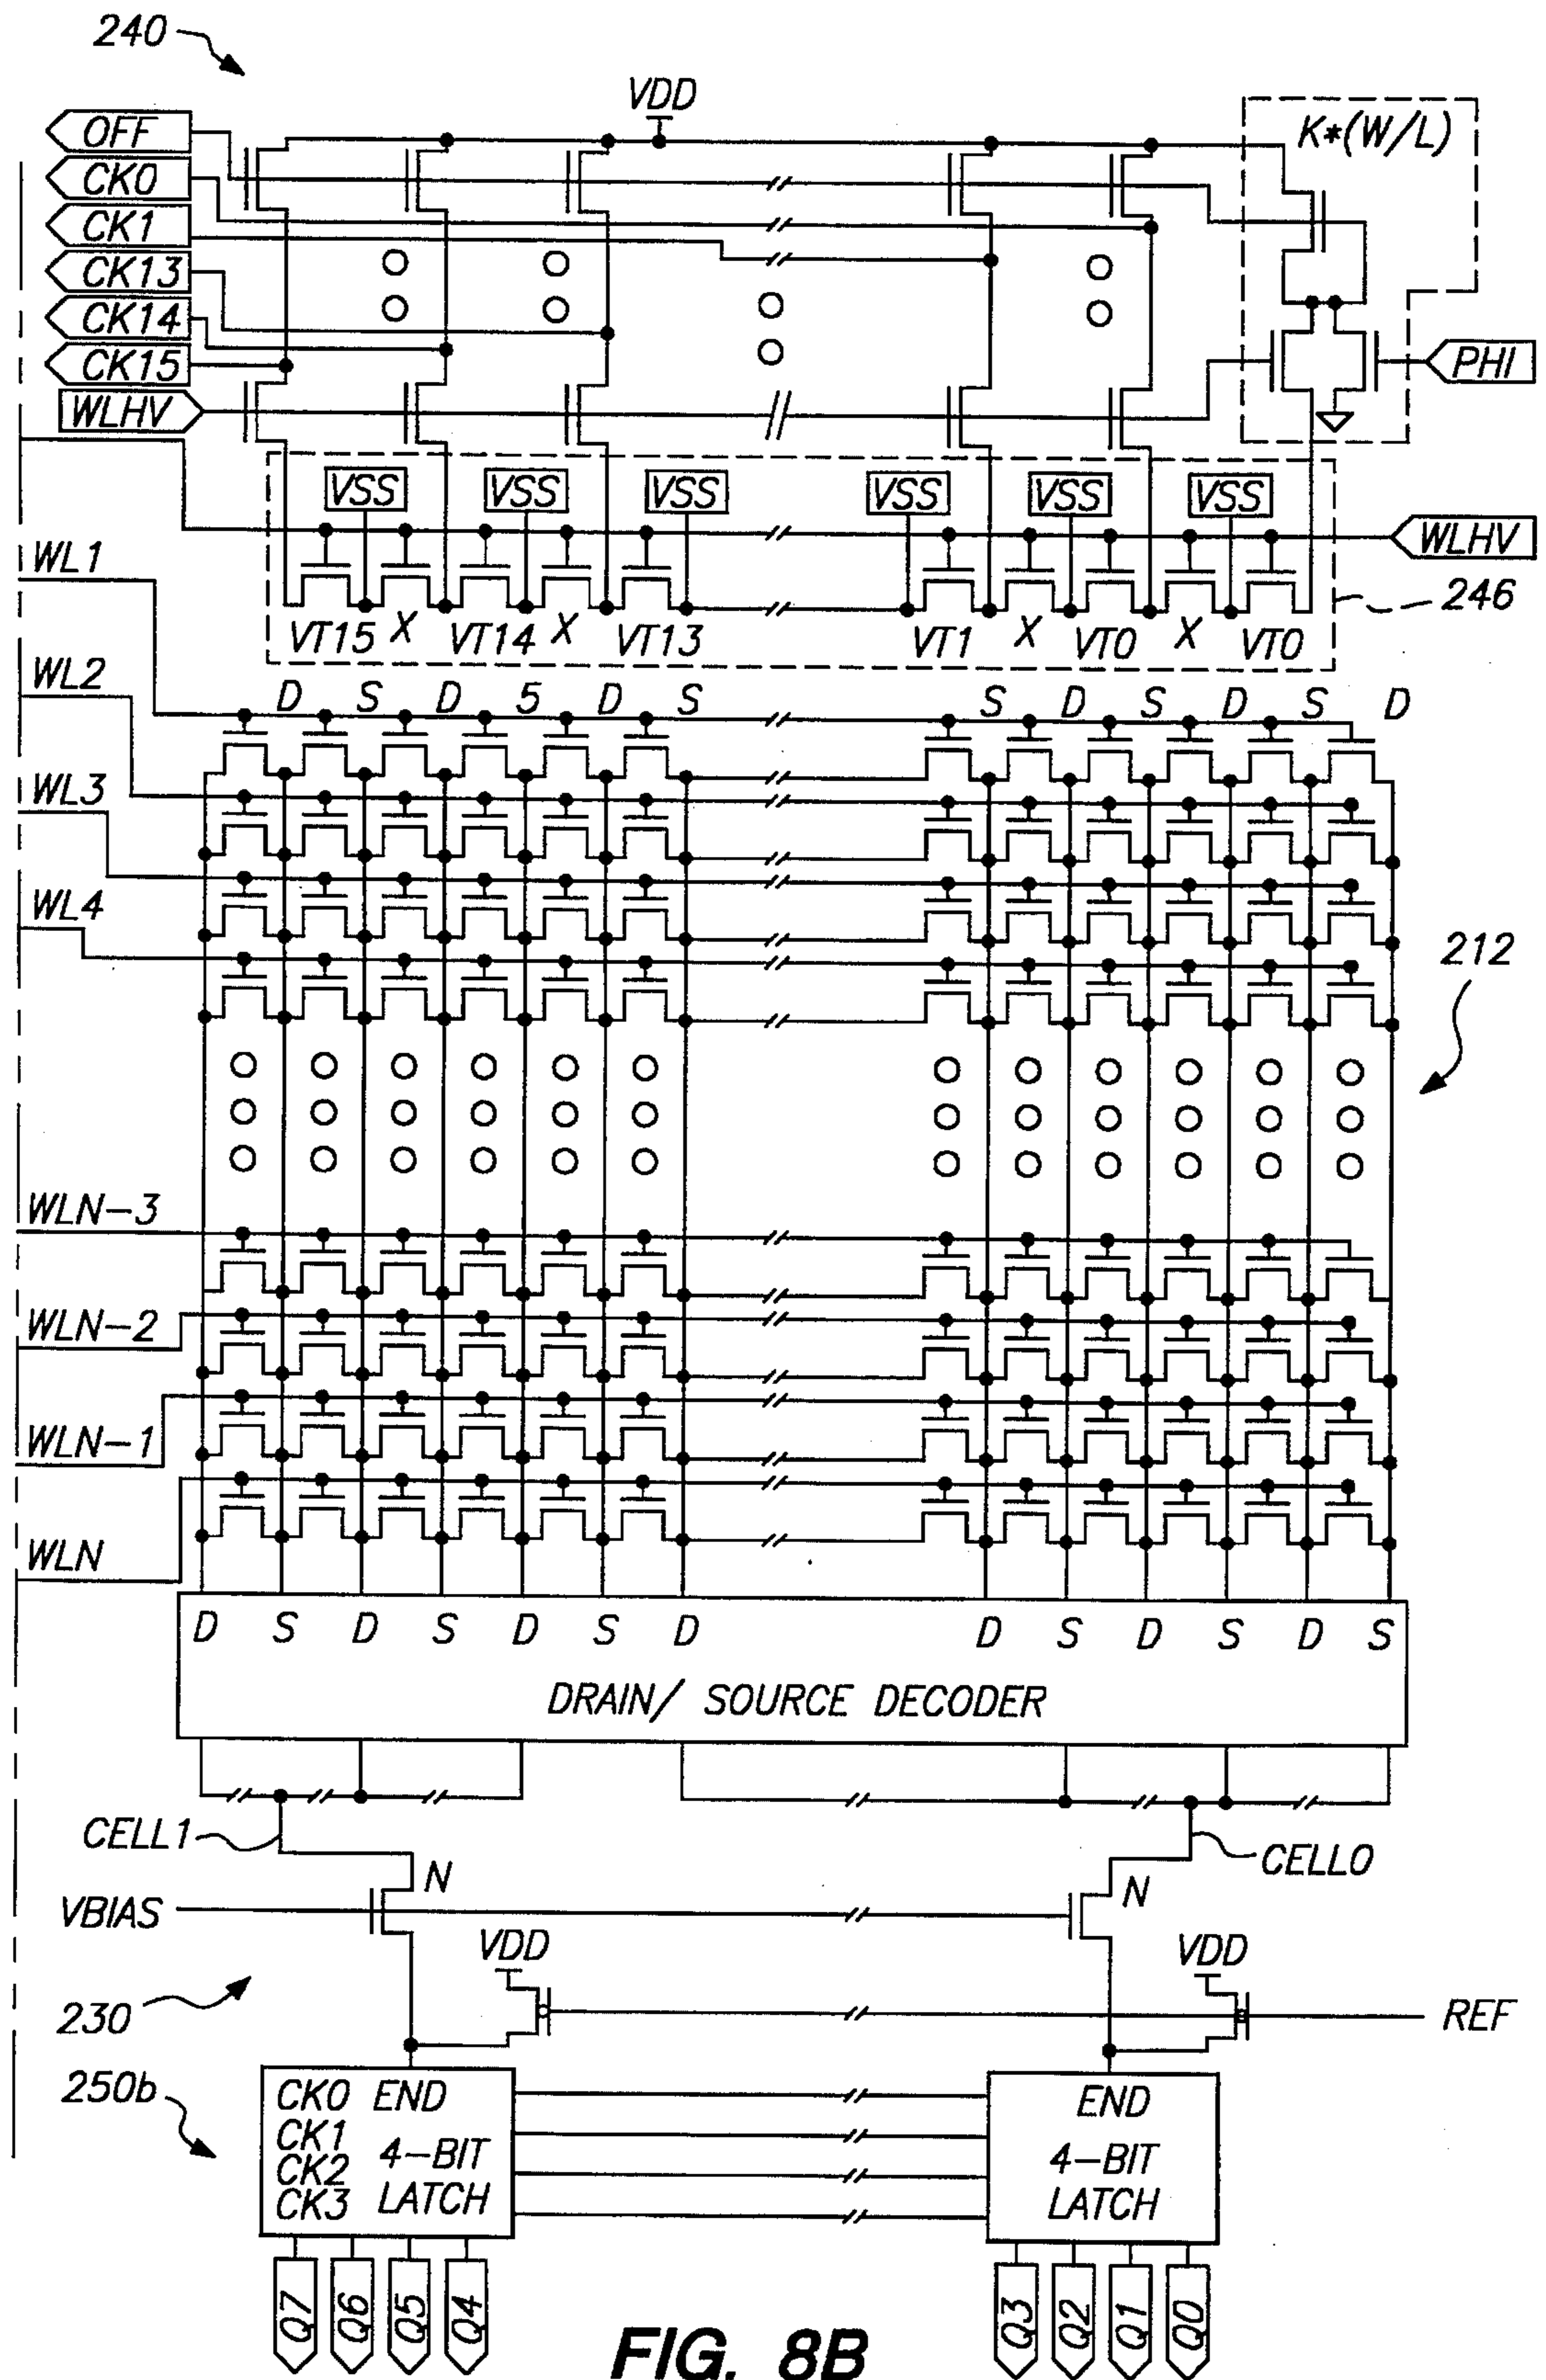 240
VDD
OFF
CK0
CK1
CK13
CK14
CK15
WLHV
K*(W/L)
PHI
VSS VSS VSS VSS VSS VSS
WLHV
VT15 X VT14 X VT13 VT1 X VT0 X VT0
246
WL1
WL2
D S D 5 D S S D S D S D
WL3
WL4
212
WLN-3
WLN-2
WLN-1
WLN
D S D S D S D D S D S D S
DRAIN/ SOURCE DECODER
CELL1
CELL0
N N
VBIAS
VDD VDD
230
REF
250b
CK0 END
CK1
4-BIT
CK2
LATCH
CK3
END
4-BIT
LATCH
Q7 Q6 Q5 Q4 Q3 Q2 Q1 Q0
FIG. 8B